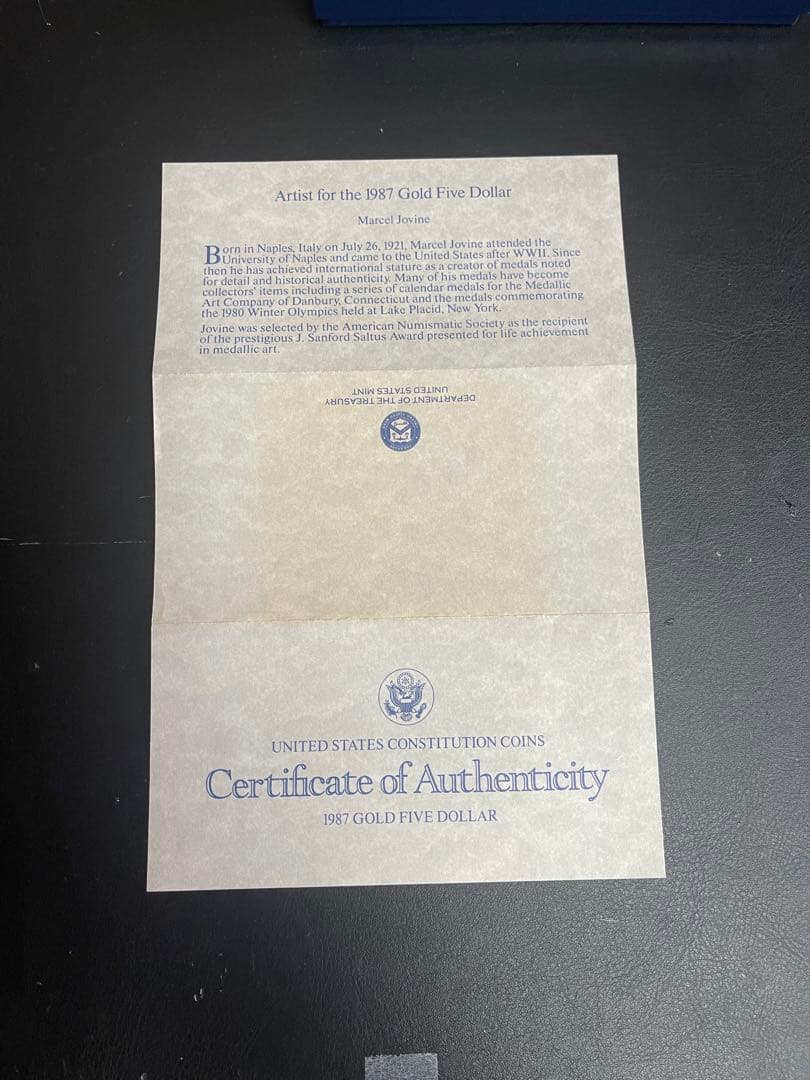 Artist for the 1987 Gold Five Dollar
Marcel Jovine
Born in Naples, Italy on July 26, 1921, Marcel Jovine attended the
University of Naples and came to the United States after WWII. Since
then he has achieved international stature as a creator of medals noted
for detail and historical authenticity. Many of his medals have become
collectors' items including a series of calendar medals for the Medallic
Art Company of Danbury, Connecticut and the medals commemorating
the 1980 Winter Olympics held at Lake Placid, New York.
Jovine was selected by the American Numismatic Society as the recipient
of the prestigious J. Sanford Saltus Award presented for life achievement
in medallic art.
DEPARTMENT OF THE TREASURY
UNITED STATES MINT
UNITED STATES CONSTITUTION COINS
Certificate of Authenticity
1987 GOLD FIVE DOLLAR